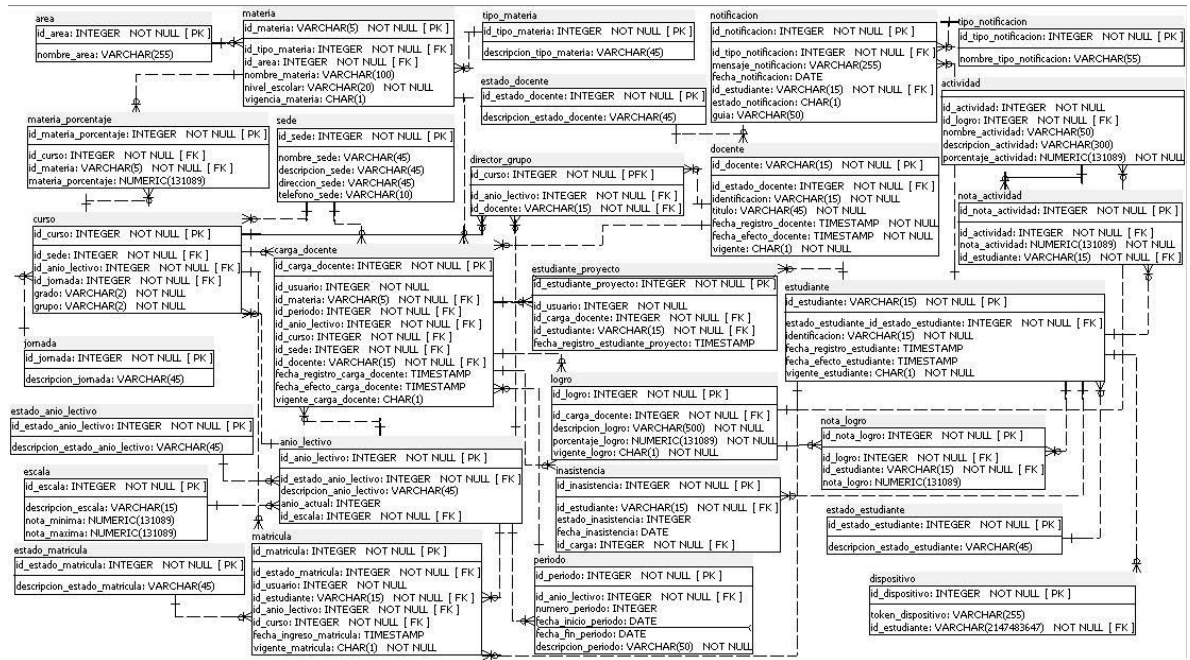 area
id_area: INTEGER NOT NULL [ PK ]
nombre_area: VARCHAR(255)
materia
id_materia: VARCHAR(5) NOT NULL [ PK ]
id_tipo_materia: INTEGER NOT NULL [ FK ]
id_area: INTEGER NOT NULL [ FK ]
nombre_materia: VARCHAR(100)
nivel_escolar: VARCHAR(20) NOT NULL
vigencia_materia: CHAR(1)
tipo_materia
id_tipo_materia: INTEGER NOT NULL [ PK ]
descripcion_tipo_materia: VARCHAR(45)
notificacion
id_notificacion: INTEGER NOT NULL [ PK ]
id_tipo_notificacion: INTEGER NOT NULL [ FK ]
mensaje_notificacion: VARCHAR(255)
fecha_notificacion: DATE
id_estudiante: VARCHAR(15) NOT NULL [ FK ]
estado_notificacion: CHAR(1)
guia: VARCHAR(50)
tipo_notificacion
id_tipo_notificacion: INTEGER NOT NULL [ PK ]
nombre_tipo_notificacion: VARCHAR(55)
estado_docente
id_estado_docente: INTEGER NOT NULL [ PK ]
descripcion_estado_docente: VARCHAR(45)
actividad
id_actividad: INTEGER NOT NULL
id_logro: INTEGER NOT NULL [ FK ]
nombre_actividad: VARCHAR(50)
descripcion_actividad: VARCHAR(300)
porcentaje_actividad: NUMERIC(131089) NOT NULL
materia_porcentaje
id_materia_porcentaje: INTEGER NOT NULL [ PK ]
id_curso: INTEGER NOT NULL [ FK ]
id_materia: VARCHAR(5) NOT NULL [ FK ]
materia_porcentaje: NUMERIC(131089)
sede
id_sede: INTEGER NOT NULL [ PK ]
nombre_sede: VARCHAR(45)
descripcion_sede: VARCHAR(45)
direccion_sede: VARCHAR(45)
telefono_sede: VARCHAR(10)
director_grupo
id_curso: INTEGER NOT NULL [ PFK ]
id_anio_lectivo: INTEGER NOT NULL [ FK ]
id_docente: VARCHAR(15) NOT NULL [ FK ]
docente
id_docente: VARCHAR(15) NOT NULL [ PK ]
id_estado_docente: INTEGER NOT NULL [ FK ]
identificacion: VARCHAR(15) NOT NULL
titulo: VARCHAR(45) NOT NULL
fecha_registro_docente: TIMESTAMP NOT NULL
fecha_efecto_docente: TIMESTAMP NOT NULL
vigente: CHAR(1) NOT NULL
nota_actividad
id_nota_actividad: INTEGER NOT NULL [ PK ]
id_actividad: INTEGER NOT NULL [ FK ]
nota_actividad: NUMERIC(131089) NOT NULL
id_estudiante: VARCHAR(15) NOT NULL [ FK ]
curso
id_curso: INTEGER NOT NULL [ PK ]
id_sede: INTEGER NOT NULL [ FK ]
id_anio_lectivo: INTEGER NOT NULL [ FK ]
id_jornada: INTEGER NOT NULL [ FK ]
grado: VARCHAR(2) NOT NULL
grupo: VARCHAR(2) NOT NULL
carga_docente
id_carga_docente: INTEGER NOT NULL [ PK ]
id_usuario: INTEGER NOT NULL
id_materia: VARCHAR(5) NOT NULL [ FK ]
id_periodo: INTEGER NOT NULL [ FK ]
id_anio_lectivo: INTEGER NOT NULL [ FK ]
id_curso: INTEGER NOT NULL [ FK ]
id_sede: INTEGER NOT NULL [ FK ]
id_docente: VARCHAR(15) NOT NULL [ FK ]
fecha_registro_carga_docente: TIMESTAMP
fecha_efecto_carga_docente: TIMESTAMP
vigente_carga_docente: CHAR(1)
estudiante_proyecto
id_estudiante_proyecto: INTEGER NOT NULL [ PK ]
id_usuario: INTEGER NOT NULL
id_carga_docente: INTEGER NOT NULL [ FK ]
id_estudiante: VARCHAR(15) NOT NULL [ FK ]
fecha_registro_estudiante_proyecto: TIMESTAMP
estudiante
id_estudiante: VARCHAR(15) NOT NULL [ PK ]
estado_estudiante_id_estado_estudiante: INTEGER NOT NULL [ FK ]
identificacion: VARCHAR(15) NOT NULL
fecha_registro_estudiante: TIMESTAMP
fecha_efecto_estudiante: TIMESTAMP
vigente_estudiante: CHAR(1) NOT NULL
jornada
id_jornada: INTEGER NOT NULL [ PK ]
descripcion_jornada: VARCHAR(45)
logro
id_logro: INTEGER NOT NULL [ PK ]
id_carga_docente: INTEGER NOT NULL [ FK ]
descripcion_logro: VARCHAR(500) NOT NULL
porcentaje_logro: NUMERIC(131089) NOT NULL
vigente_logro: CHAR(1) NOT NULL
estado_anio_lectivo
id_estado_anio_lectivo: INTEGER NOT NULL [ PK ]
descripcion_estado_anio_lectivo: VARCHAR(45)
nota_logro
id_nota_logro: INTEGER NOT NULL [ PK ]
id_logro: INTEGER NOT NULL [ FK ]
id_estudiante: VARCHAR(15) NOT NULL [ FK ]
nota_logro: NUMERIC(131089)
anio_lectivo
id_anio_lectivo: INTEGER NOT NULL [ PK ]
id_estado_anio_lectivo: INTEGER NOT NULL [ FK ]
descripcion_anio_lectivo: VARCHAR(45)
anio_actual: INTEGER
id_escala: INTEGER NOT NULL [ FK ]
escala
id_escala: INTEGER NOT NULL [ PK ]
descripcion_escala: VARCHAR(15)
nota_minima: NUMERIC(131089)
nota_maxima: NUMERIC(131089)
inasistencia
id_inasistencia: INTEGER NOT NULL [ PK ]
id_estudiante: VARCHAR(15) NOT NULL [ FK ]
estado_inasistencia: INTEGER
fecha_inasistencia: DATE
id_carga: INTEGER NOT NULL [ FK ]
estado_estudiante
id_estado_estudiante: INTEGER NOT NULL [ PK ]
descripcion_estado_estudiante: VARCHAR(45)
estado_matricula
id_estado_matricula: INTEGER NOT NULL [ PK ]
descripcion_estado_matricula: VARCHAR(45)
matricula
id_matricula: INTEGER NOT NULL [ PK ]
id_estado_matricula: INTEGER NOT NULL [ FK ]
id_usuario: INTEGER NOT NULL
id_estudiante: VARCHAR(15) NOT NULL [ FK ]
id_anio_lectivo: INTEGER NOT NULL [ FK ]
id_curso: INTEGER NOT NULL [ FK ]
fecha_ingreso_matricula: TIMESTAMP
vigente_matricula: CHAR(1) NOT NULL
periodo
id_periodo: INTEGER NOT NULL [ PK ]
id_anio_lectivo: INTEGER NOT NULL [ FK ]
numero_periodo: INTEGER
fecha_inicio_periodo: DATE
fecha_fin_periodo: DATE
descripcion_periodo: VARCHAR(50) NOT NULL
dispositivo
id_dispositivo: INTEGER NOT NULL [ PK ]
token_dispositivo: VARCHAR(255)
id_estudiante: VARCHAR(2147483647) NOT NULL [ FK ]